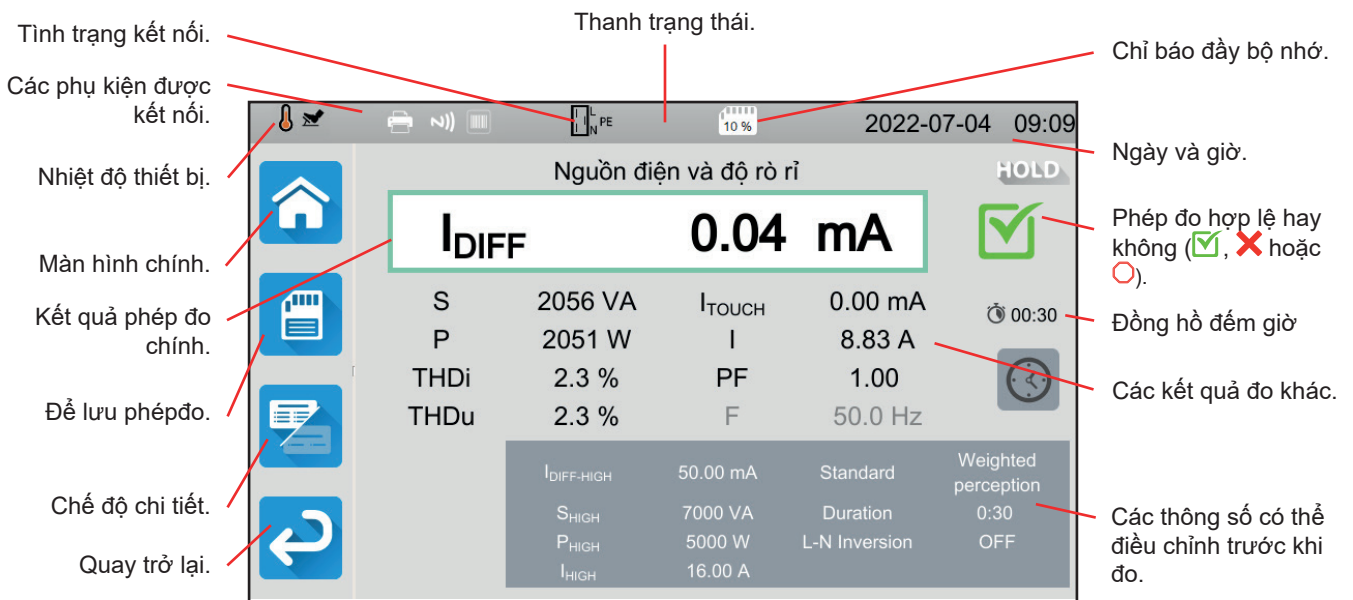 Tình trạng kết nối.
Các phụ kiện được
kết nối.
Nhiệt độ thiết bị.
Màn hình chính.
Kết quả phép đo
chính.
Để lưu phépđo.
Chế độ chi tiết.
Quay trở lại.
Thanh trạng thái.
L
N PE
10 %
2022-07-04 09:09
Nguồn điện và độ rò rỉ
HOLD
IDIFF 0.04 mA
S 2056 VA ITOUCH 0.00 mA
00:30
P 2051 W I 8.83 A
THDi 2.3 % PF 1.00
THDu 2.3 % F 50.0 Hz
IDIFF-HIGH 50.00 mA Standard Weighted
perception
SHIGH 7000 VA Duration 0:30
PHIGH 5000 W L-N Inversion OFF
IHIGH 16.00 A
Chỉ báo đầy bộ nhớ.
Ngày và giờ.
Phép đo hợp lệ hay
không (☑, ✕ hoặc
⎔).
Đồng hồ đếm giờ
Các kết quả đo khác.
Các thông số có thể
điều chỉnh trước khi
đo.